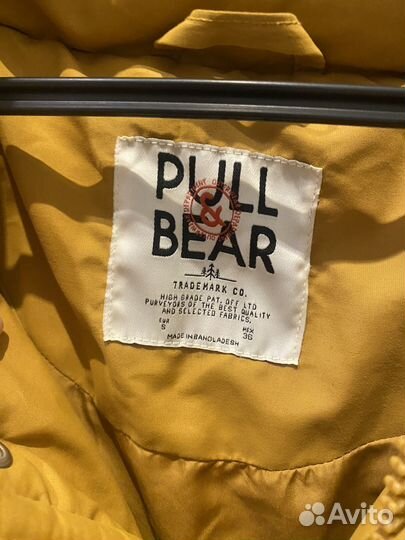 PULL
&
BEAR
TRADEMARK CO.
HIGH GRADE PAT. OFF LTD
PURVEYORS OF THE BEST QUALITY
AND SELECTED FABRICS.
EUR MEX
S 36
MADE IN BANGLADESH
Avito